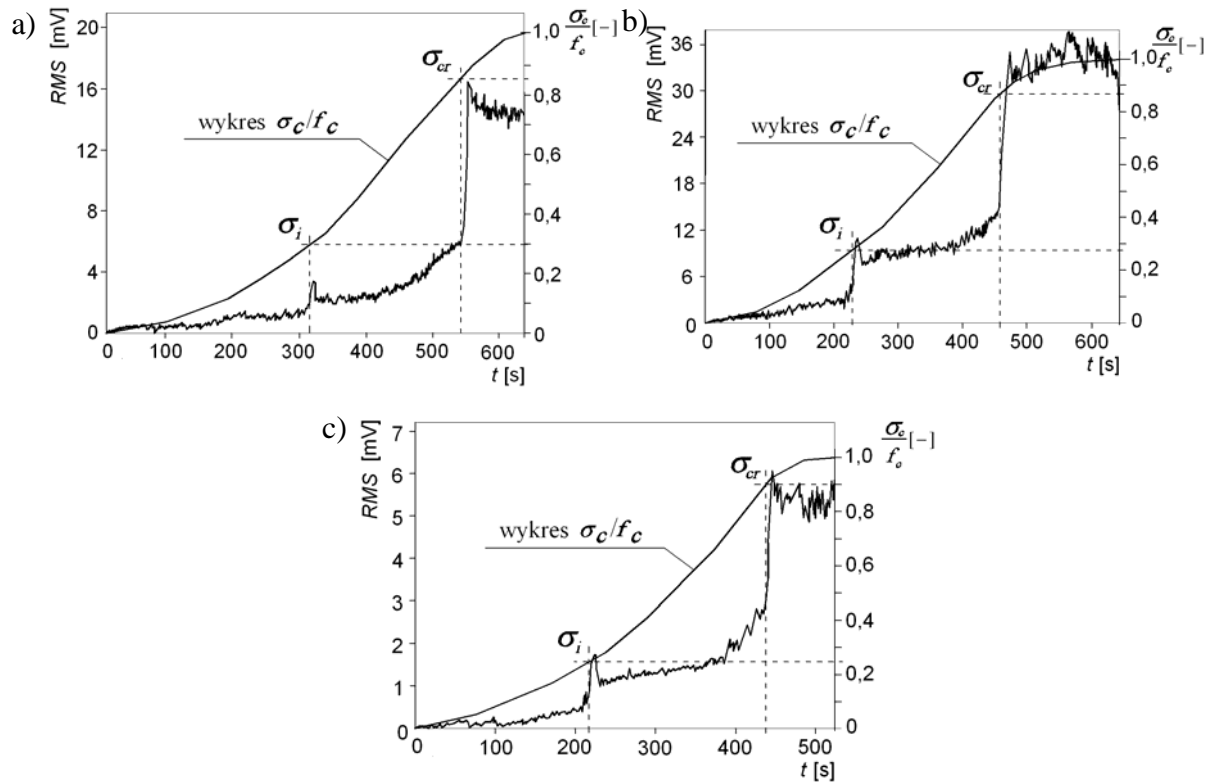 a)
RMS [mV]
20
16
12
8
4
0
σcr
wykres σc/fc
σi
σc/fc [-]
1,0
0,8
0,6
0,4
0,2
0
0 100 200 300 400 500 600
t [s]
b)
RMS [mV]
36
30
24
18
12
6
0
σcr
wykres σc/fc
σi
σc/fc [-]
1,0
0,8
0,6
0,4
0,2
0
0 100 200 300 400 500 600
t [s]
c)
RMS [mV]
7
6
5
4
3
2
1
0
σcr
wykres σc/fc
σi
σc/fc [-]
1,0
0,8
0,6
0,4
0,2
0
0 100 200 300 400 500
t [s]